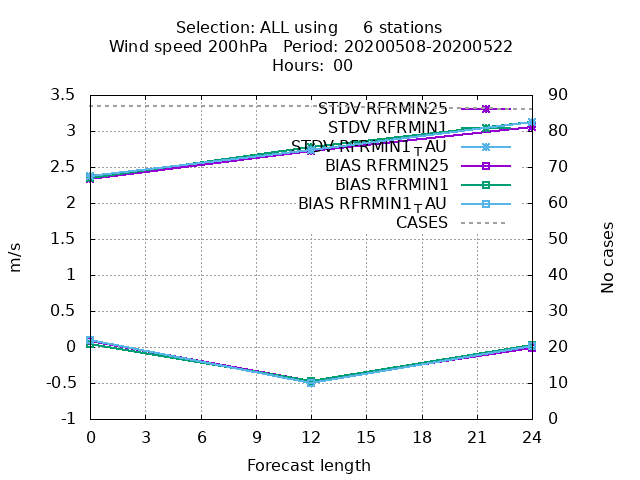 Selection: ALL using     6 stations
Wind speed 200hPa   Period: 20200508-20200522
Hours:  00
3.5
3
2.5
2
1.5
1
0.5
0
-0.5
-1
90
80
70
60
50
40
30
20
10
0
STDV RFRMIN25
STDV RFRMIN1
STDV RFRMIN1_TAU
BIAS RFRMIN25
BIAS RFRMIN1
BIAS RFRMIN1_TAU
CASES
m/s
No cases
0 3 6 9 12 15 18 21 24
Forecast length